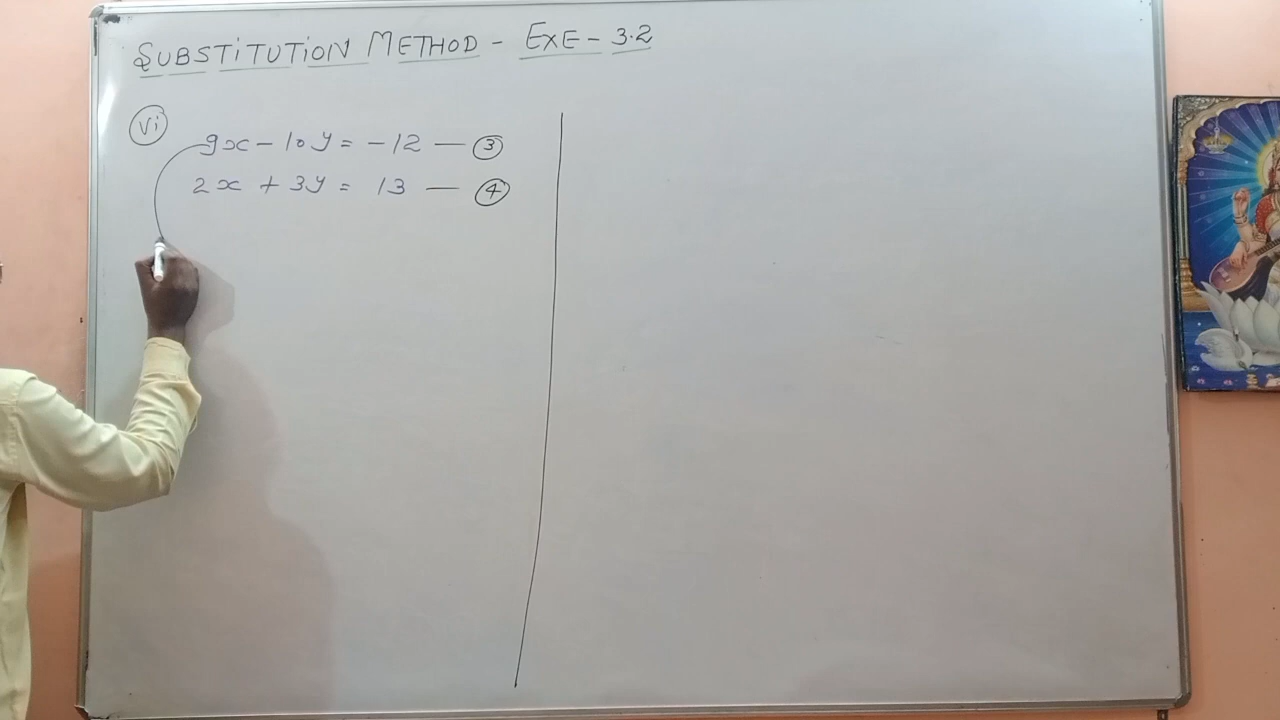 SUBSTITUTION METHOD - EXE - 3.2
vi
9x - 10y = -12 — 3
2x + 3y = 13 — 4